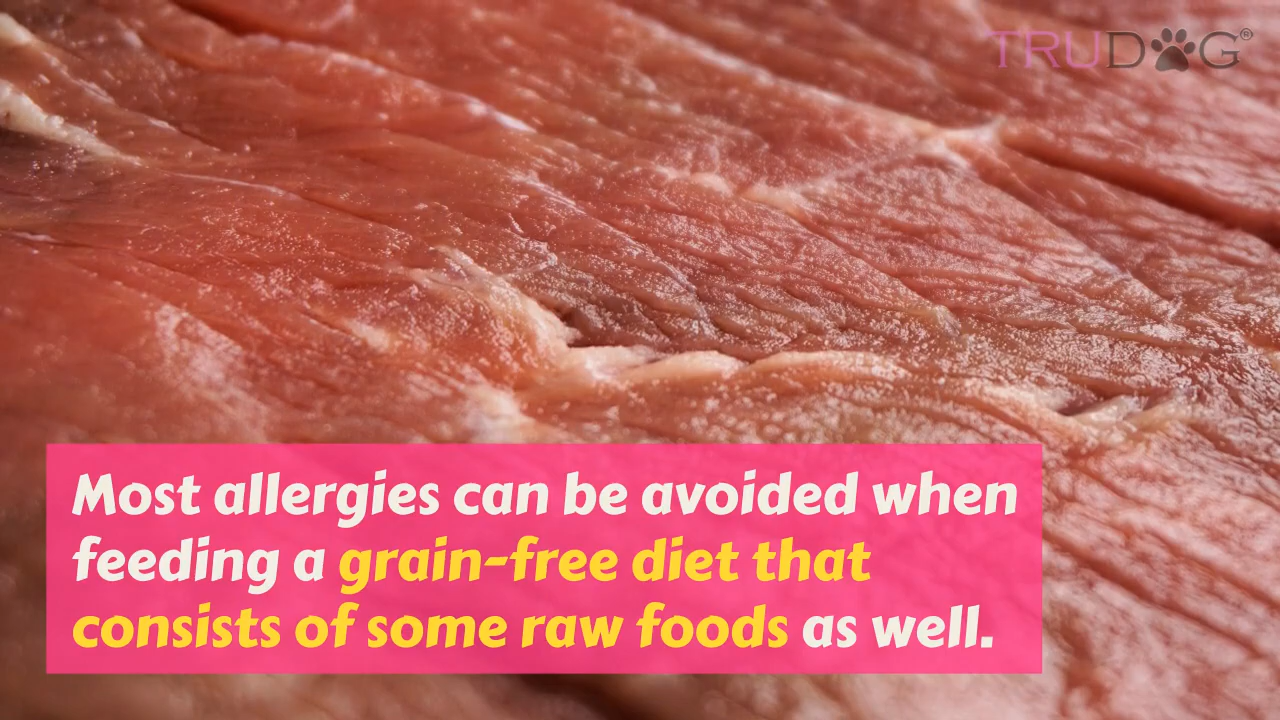 TRUDOG®
Most allergies can be avoided when
feeding a grain-free diet that
consists of some raw foods as well.